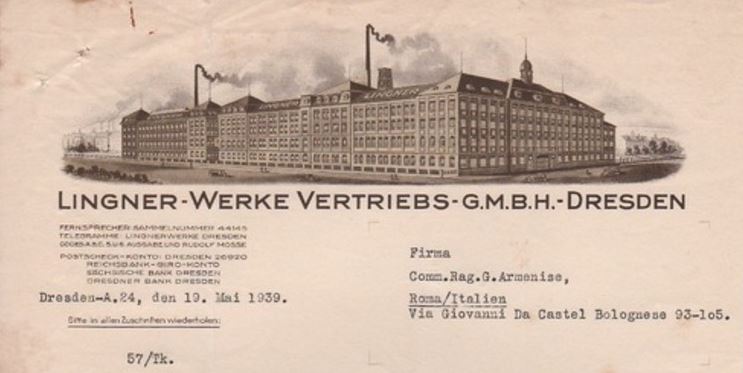 LINGNER
LINGNER
LINGNER-WERKE VERTRIEBS-G.M.B.H.-DRESDEN
FERNSPRECHER: SAMMELNUMMER 44145
TELEGRAMME: LINGNERWERKE DRESDEN
CODES A.B.C. 5.U.6. AUSGABE UND RUDOLF MOSSE
POSTSCHECK-KONTO: DRESDEN 26920
REICHSBANK-GIRO-KONTO
SÄCHSISCHE BANK DRESDEN
DRESDNER BANK DRESDEN
Dresden-A.24, den 19. Mai 1939.
Bitte in allen Zuschriften wiederholen:
57/Tk.
Firma
Comm.Rag.G.Armenise,
Roma/Italien
Via Giovanni Da Castel Bolognese 93-105.